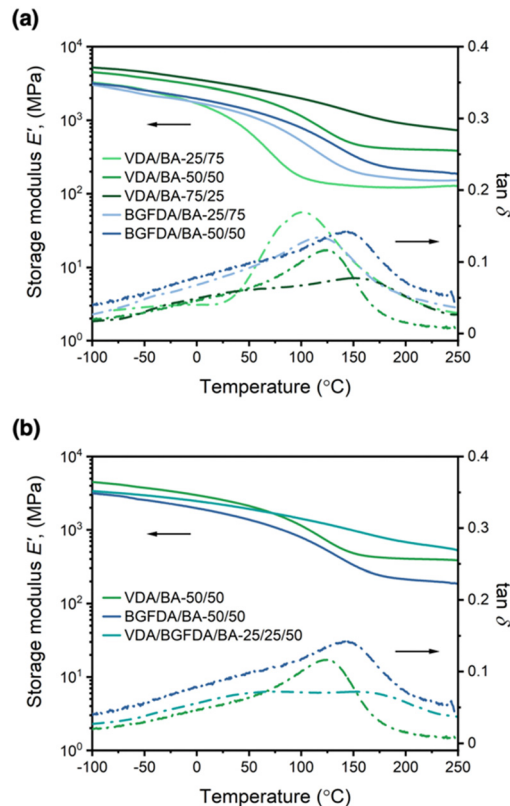 (a)
10⁴
10³
10²
10¹
10⁰
Storage modulus E′, (MPa)
VDA/BA-25/75
VDA/BA-50/50
VDA/BA-75/25
BGFDA/BA-25/75
BGFDA/BA-50/50
0.4
0.3
0.2
0.1
0
tan δ
-100 -50 0 50 100 150 200 250
Temperature (°C)
(b)
10⁴
10³
10²
10¹
10⁰
Storage modulus E′, (MPa)
VDA/BA-50/50
BGFDA/BA-50/50
VDA/BGFDA/BA-25/25/50
0.4
0.3
0.2
0.1
0
tan δ
-100 -50 0 50 100 150 200 250
Temperature (°C)